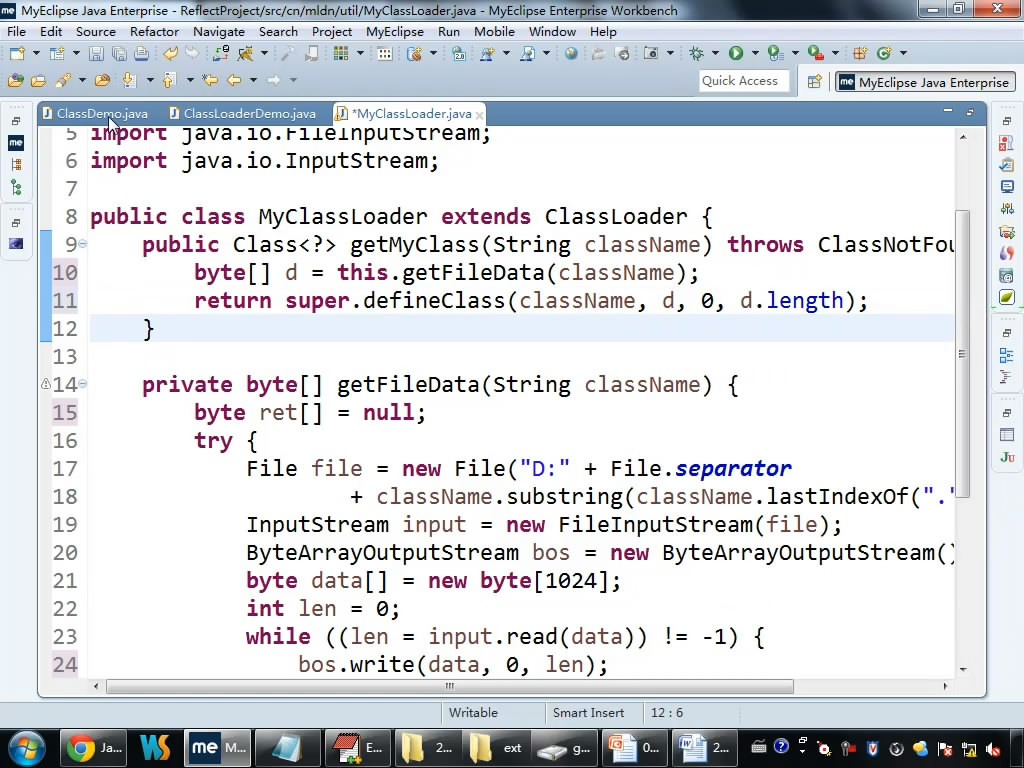 MyEclipse Java Enterprise - ReflectProject/src/cn/mldn/util/MyClassLoader.java - MyEclipse Enterprise Workbench
File Edit Source Refactor Navigate Search Project MyEclipse Run Mobile Window Help
Quick Access
me MyEclipse Java Enterprise
ClassDemo.java ClassLoaderDemo.java *MyClassLoader.java
5 import java.io.FileInputStream;
6 import java.io.InputStream;
7
8 public class MyClassLoader extends ClassLoader {
9 public Class<?> getMyClass(String className) throws ClassNotFou
10 byte[] d = this.getFileData(className);
11 return super.defineClass(className, d, 0, d.length);
12 }
13
14 private byte[] getFileData(String className) {
15 byte ret[] = null;
16 try {
17 File file = new File("D:" + File.separator
18 + className.substring(className.lastIndexOf("."
19 InputStream input = new FileInputStream(file);
20 ByteArrayOutputStream bos = new ByteArrayOutputStream()
21 byte data[] = new byte[1024];
22 int len = 0;
23 while ((len = input.read(data)) != -1) {
24 bos.write(data, 0, len);
Writable Smart Insert 12 : 6
Ja... WS me M... E... 2... ext g... 0... 2...